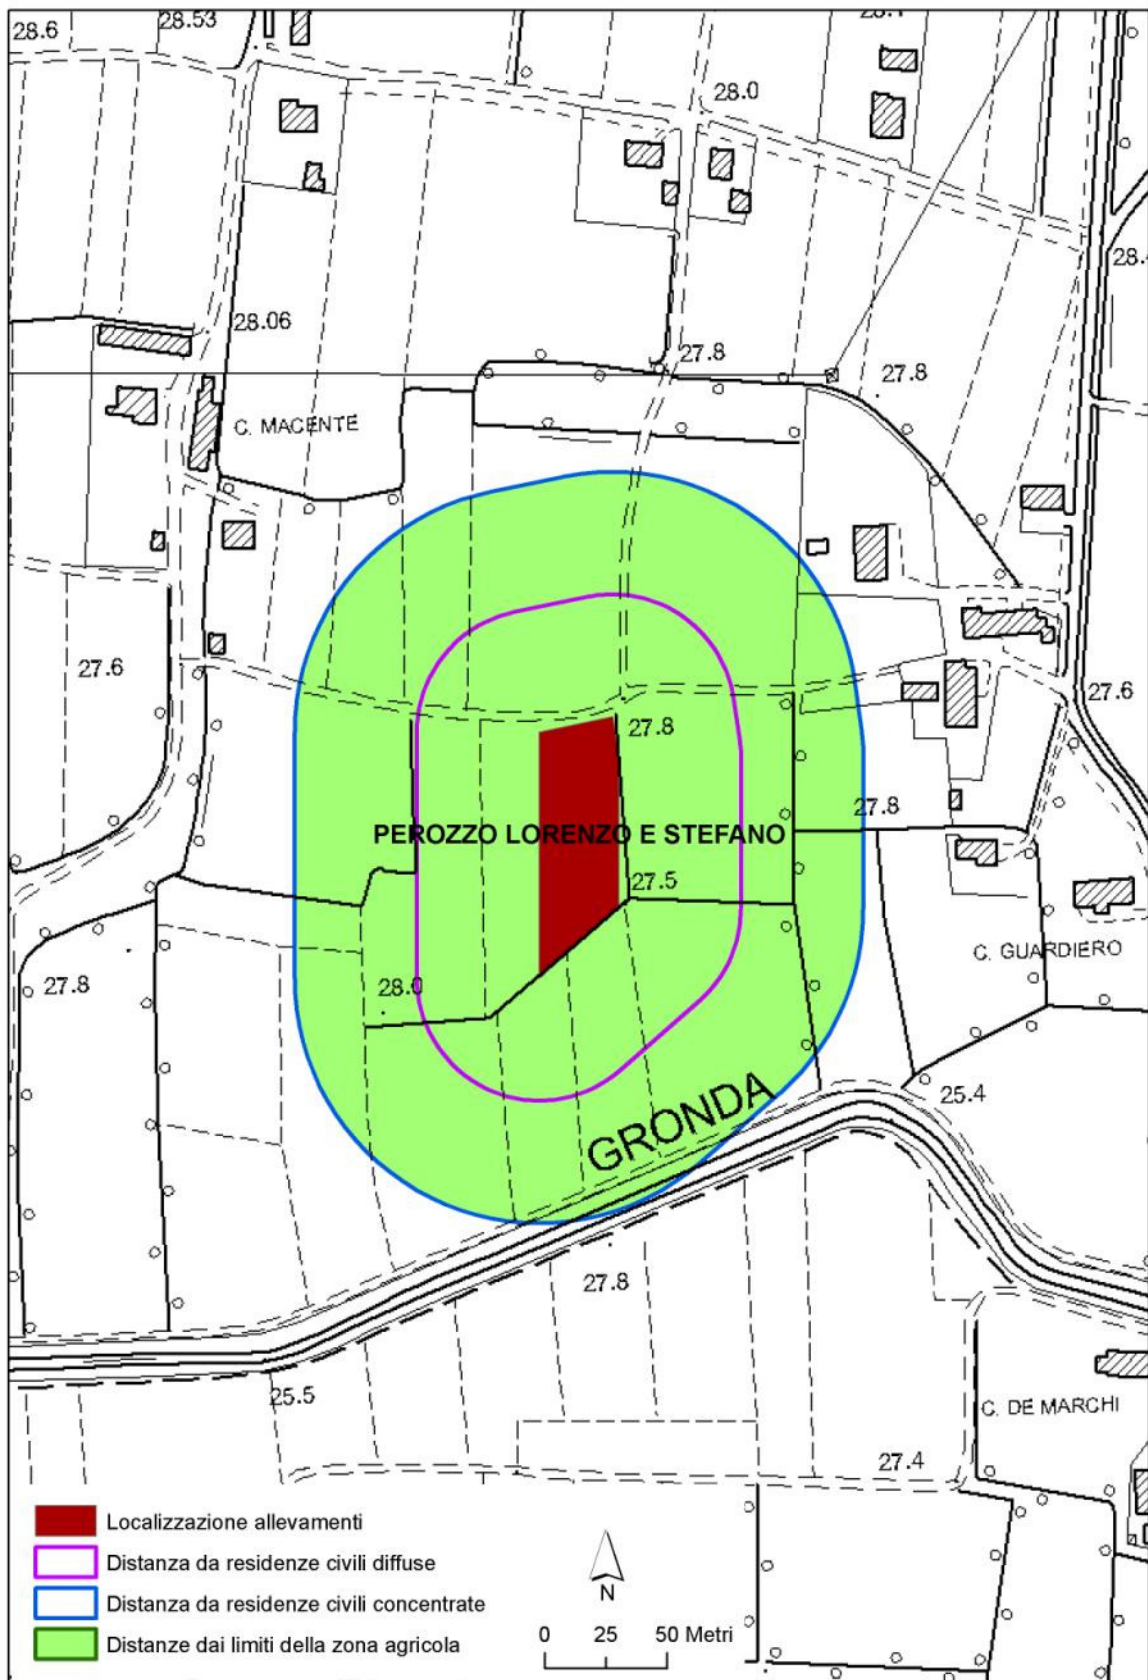 28.6
28.53
28.0
28.06
27.8
27.8
C. MACENTE
27.6
27.6
27.8
27.8
PEROZZO LORENZO E STEFANO
27.5
C. GUARDIERO
27.8
28.0
GRONDA
25.4
27.8
25.5
C. DE MARCHI
27.4
Localizzazione allevamenti
Distanza da residenze civili diffuse
Distanza da residenze civili concentrate
Distanze dai limiti della zona agricola
N
0 25 50 Metri